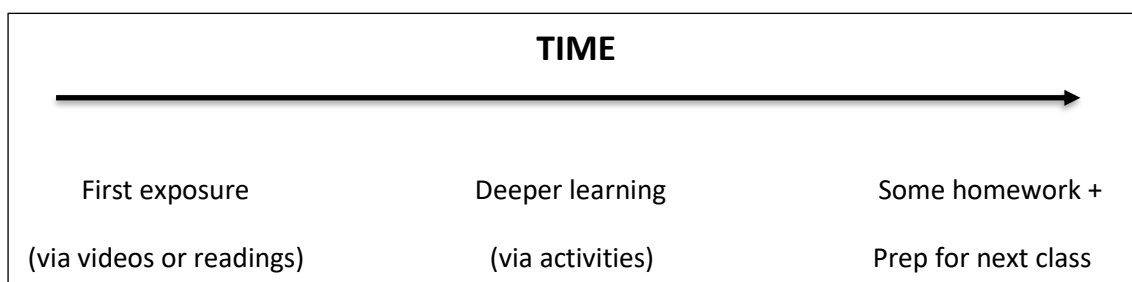 TIME
First exposure Deeper learning Some homework +
(via videos or readings) (via activities) Prep for next class